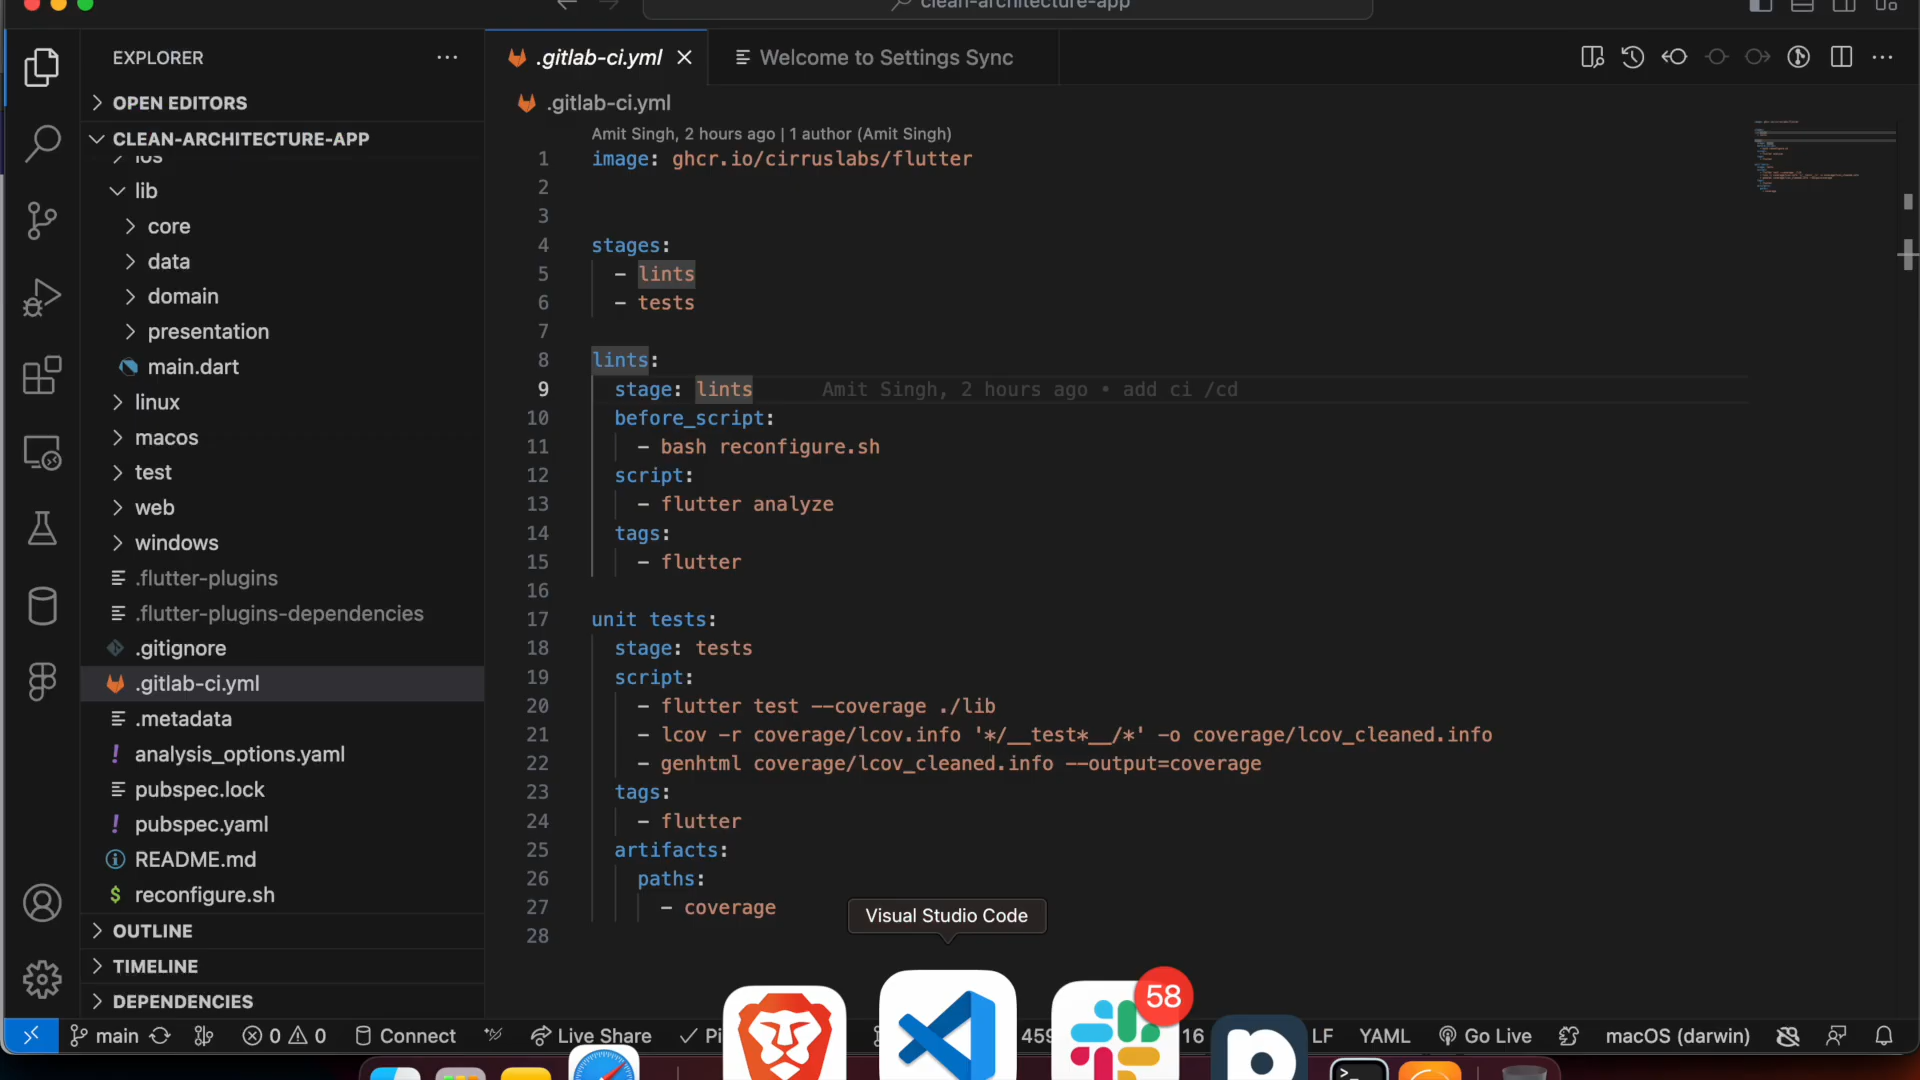 clean-architecture-app
EXPLORER
.gitlab-ci.yml
Welcome to Settings Sync
OPEN EDITORS
CLEAN-ARCHITECTURE-APP
ios
lib
core
data
domain
presentation
main.dart
linux
macos
test
web
windows
.flutter-plugins
.flutter-plugins-dependencies
.gitignore
.gitlab-ci.yml
.metadata
analysis_options.yaml
pubspec.lock
pubspec.yaml
README.md
$ reconfigure.sh
OUTLINE
TIMELINE
DEPENDENCIES
.gitlab-ci.yml
Amit Singh, 2 hours ago | 1 author (Amit Singh)
1 image: ghcr.io/cirruslabs/flutter
2
3
4 stages:
5 - lints
6 - tests
7
8 lints:
9 stage: lints Amit Singh, 2 hours ago • add ci /cd
10 before_script:
11 - bash reconfigure.sh
12 script:
13 - flutter analyze
14 tags:
15 - flutter
16
17 unit tests:
18 stage: tests
19 script:
20 - flutter test --coverage ./lib
21 - lcov -r coverage/lcov.info '*/__test*__/*' -o coverage/lcov_cleaned.info
22 - genhtml coverage/lcov_cleaned.info --output=coverage
23 tags:
24 - flutter
25 artifacts:
26 paths:
27 - coverage
28
Visual Studio Code
58
main 0 0 Connect Live Share 459 16 LF YAML Go Live macOS (darwin)